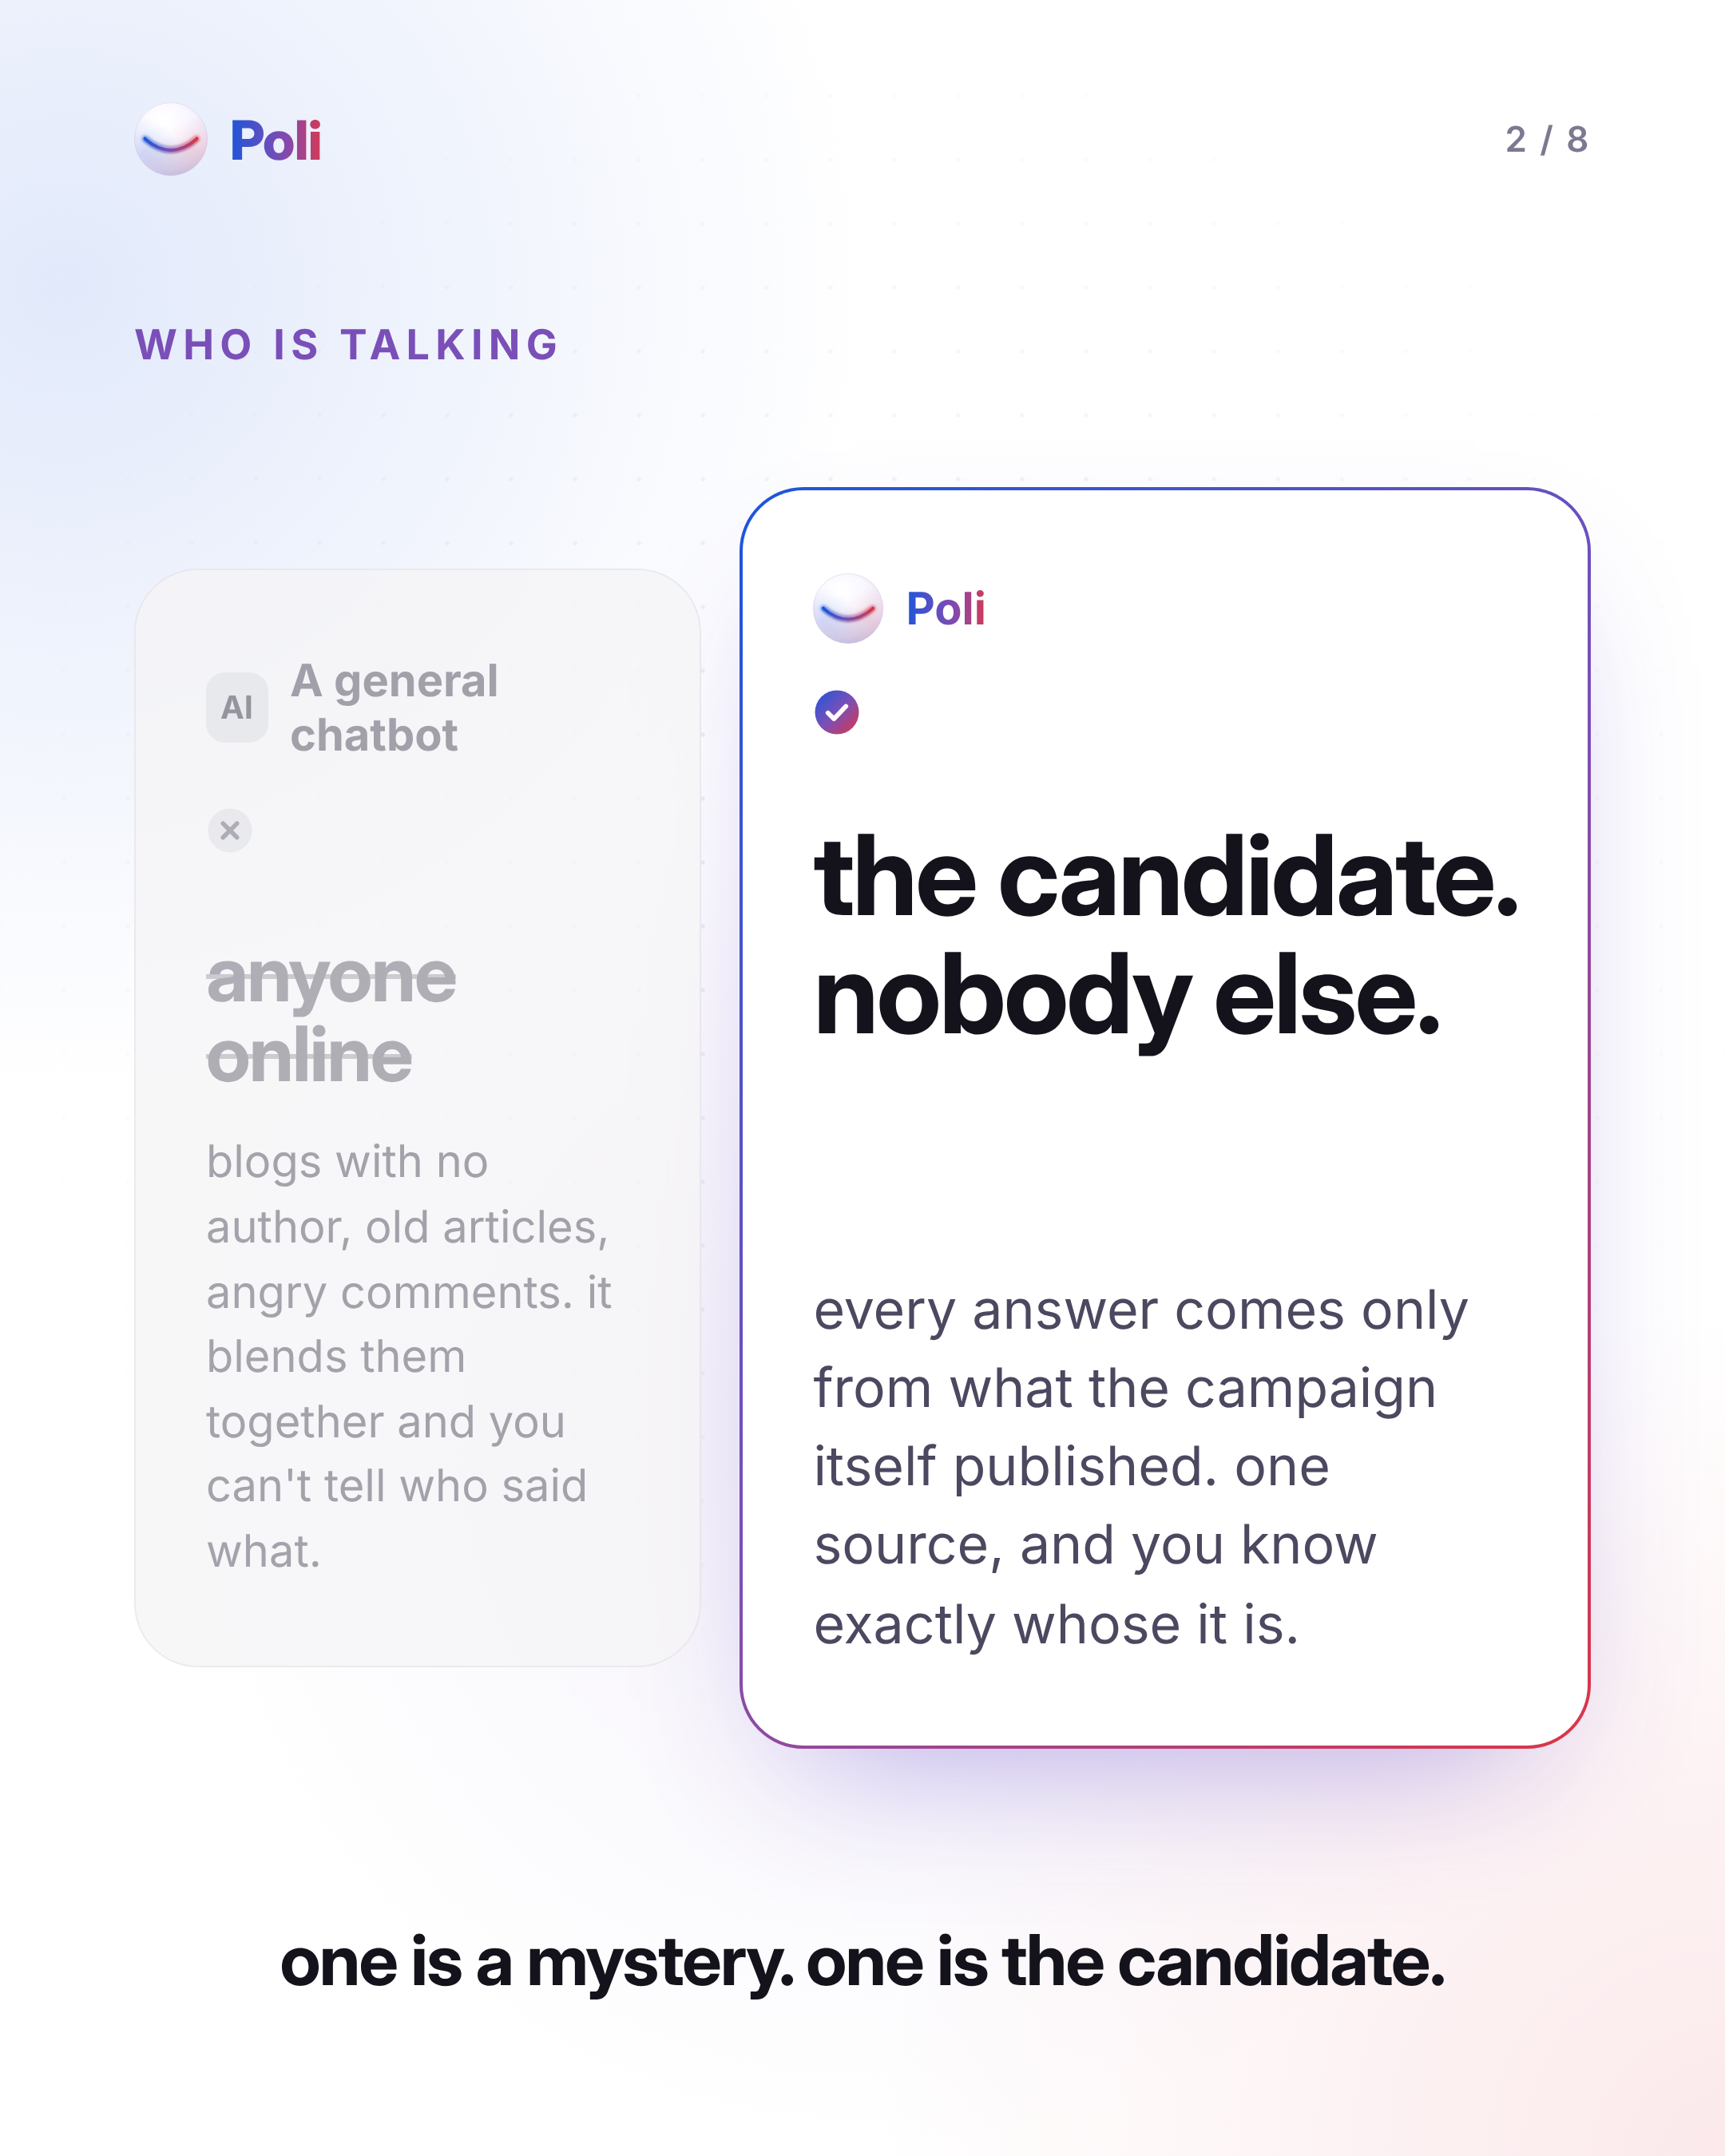 Poli
2 / 8
WHO IS TALKING
AI
A general
chatbot
anyone
online
blogs with no
author, old articles,
angry comments. it
blends them
together and you
can't tell who said
what.
Poli
the candidate.
nobody else.
every answer comes only
from what the campaign
itself published. one
source, and you know
exactly whose it is.
one is a mystery. one is the candidate.